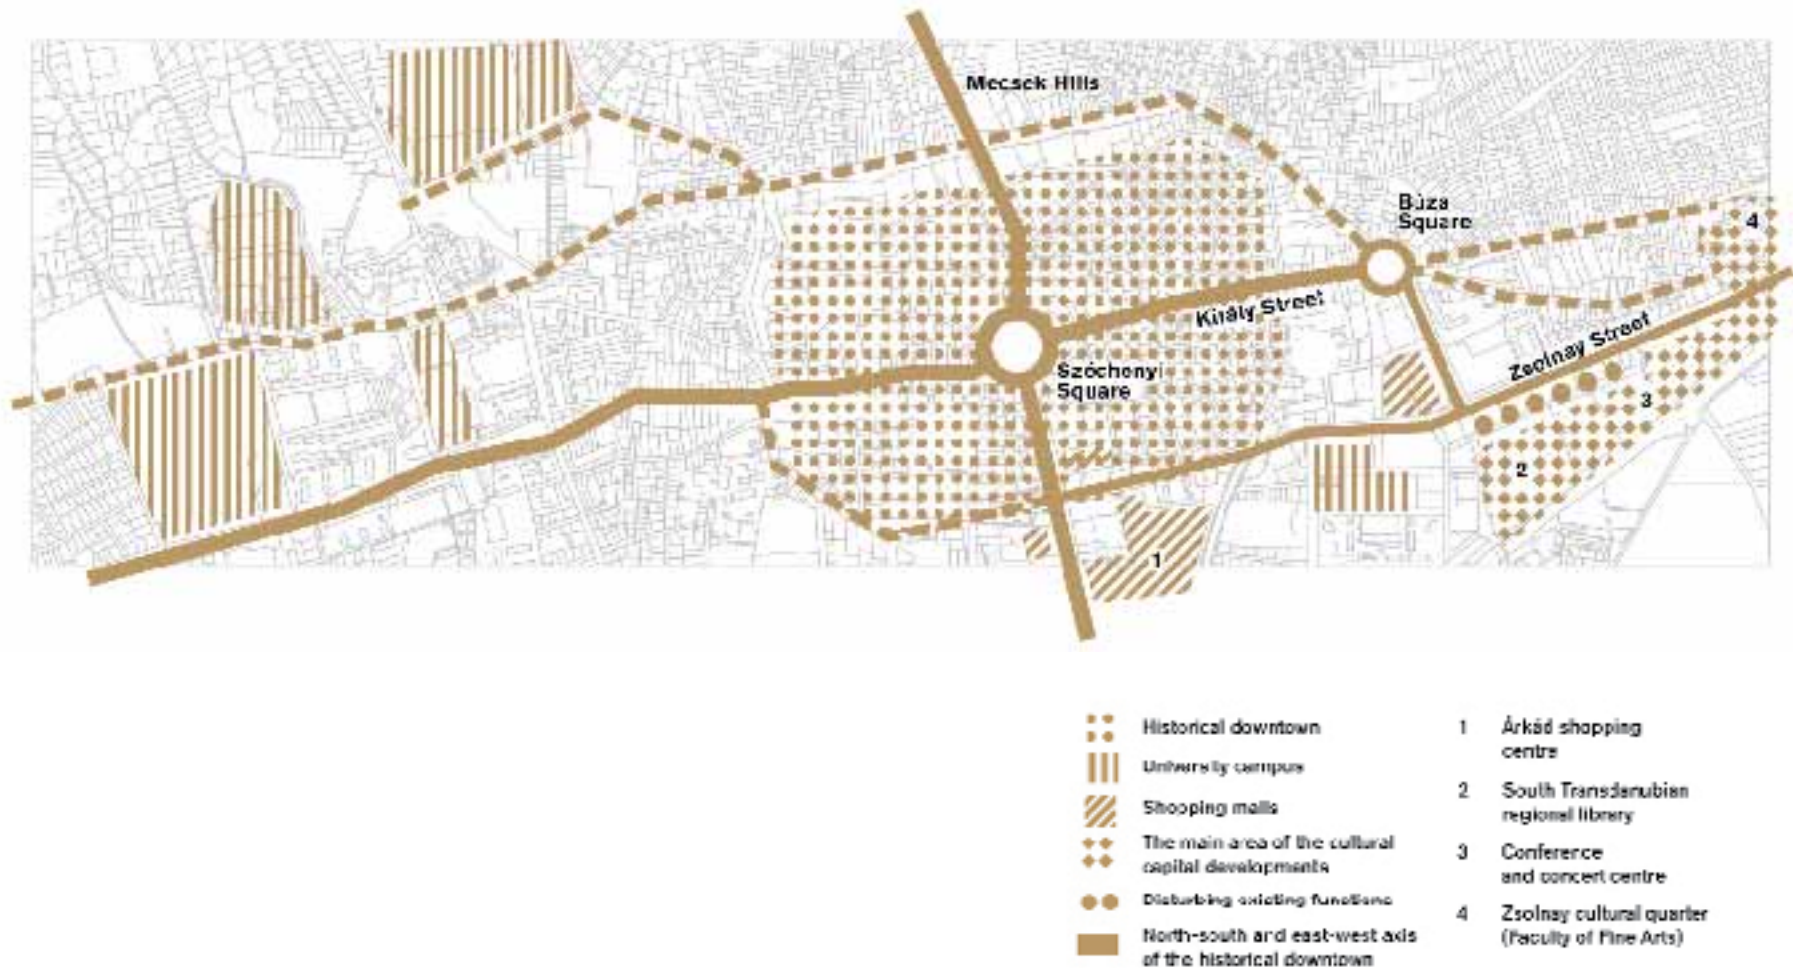 Mecsek Hills
Búza
Square
4
Király Street
Zsolnay Street
Széchenyi
Square
3
2
1
Historical downtown
University campus
Shopping malls
The main area of the cultural
capital developments
Disturbing existing functions
North-south and east-west axis
of the historical downtown
1 Árkád shopping
centre
2 South Transdanubian
regional library
3 Conference
and concert centre
4 Zsolnay cultural quarter
(Faculty of Fine Arts)